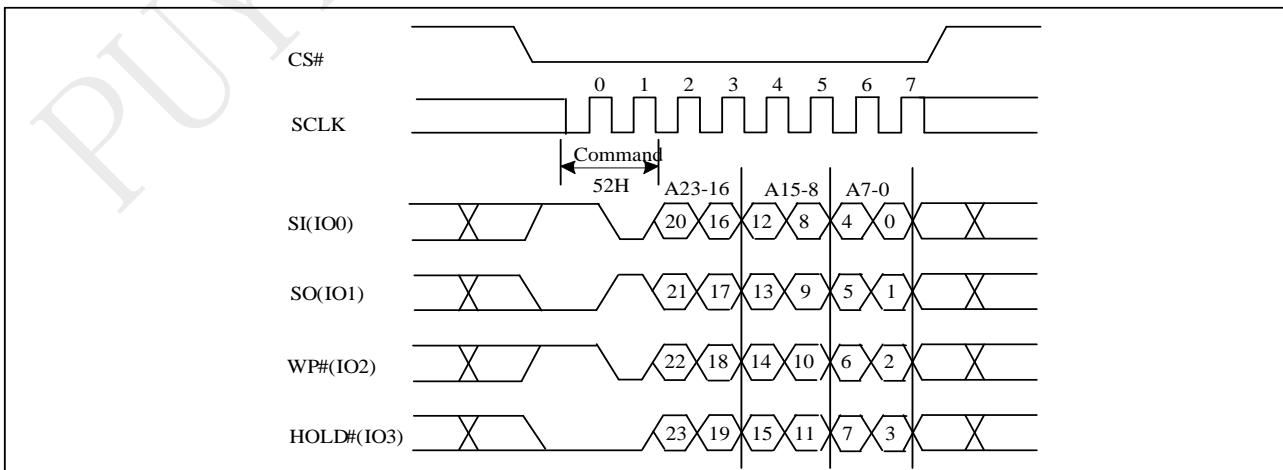 PUY
CS#
0 1 2 3 4 5 6 7
SCLK
Command
52H A23-16 A15-8 A7-0
SI(IO0) 20 16 12 8 4 0
SO(IO1) 21 17 13 9 5 1
WP#(IO2) 22 18 14 10 6 2
HOLD#(IO3) 23 19 15 11 7 3